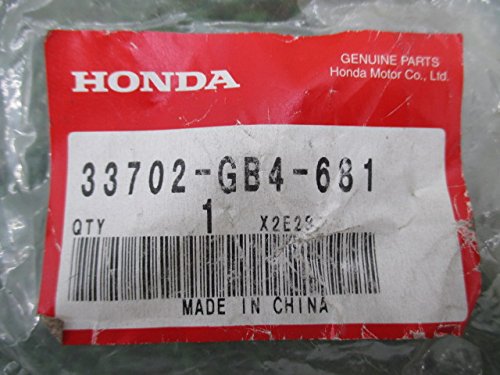 HONDA
GENUINE PARTS
Honda Motor Co., Ltd.
33702-GB4-681
QTY 1
MADE IN CHINA